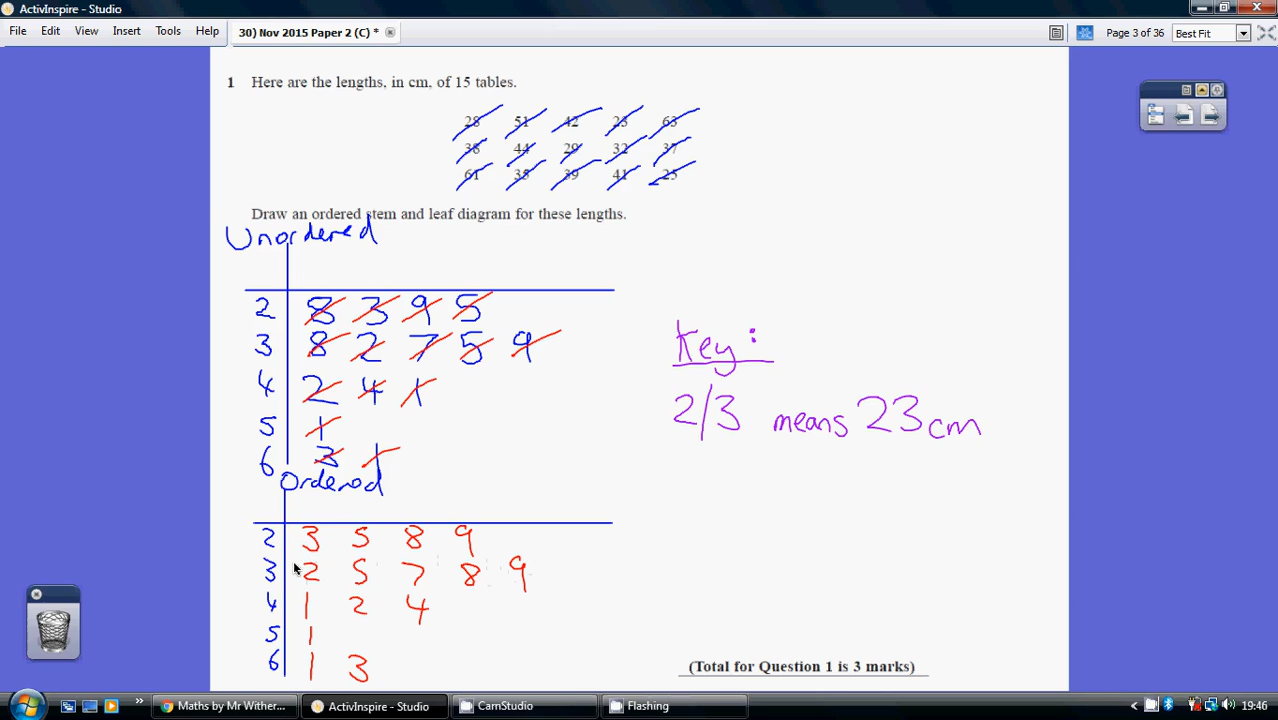 ActivInspire - Studio
File Edit View Insert Tools Help 30) Nov 2015 Paper 2 (C) * Page 3 of 36 Best Fit
1 Here are the lengths, in cm, of 15 tables.
28 51 42 23 63
38 44 29 32 37
61 35 39 41 25
Draw an ordered stem and leaf diagram for these lengths.
Unordered
2 8 3 9 5
3 8 2 7 5 9
4 2 4 1
5 1
6 3 1
Key:
2/3 means 23cm
Ordered
2 3 5 8 9
3 2 5 7 8 9
4 1 2 4
5 1
6 1 3
(Total for Question 1 is 3 marks)
Maths by Mr Wither... ActivInspire - Studio CamStudio Flashing 19:46